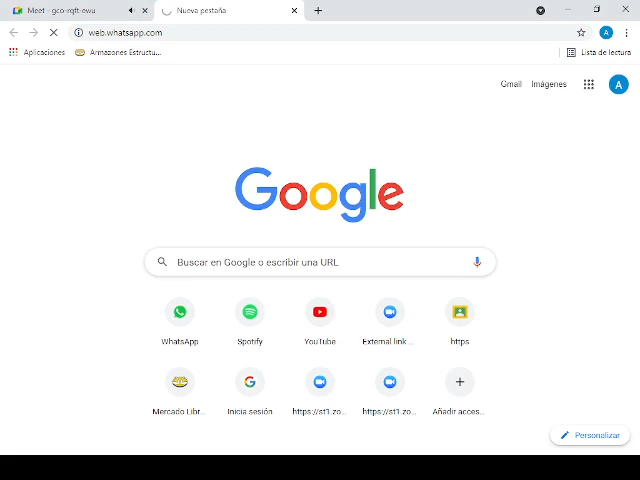 Meet - gco-rqft-ewu
Nueva pestaña
web.whatsapp.com
A
Aplicaciones
Armazones Estructu...
Lista de lectura
Gmail
Imágenes
A
Google
Buscar en Google o escribir una URL
WhatsApp
Spotify
YouTube
External link ...
https
Mercado Libr...
Inicia sesión
https://st1.zo...
https://st1.zo...
Añadir acces...
Personalizar